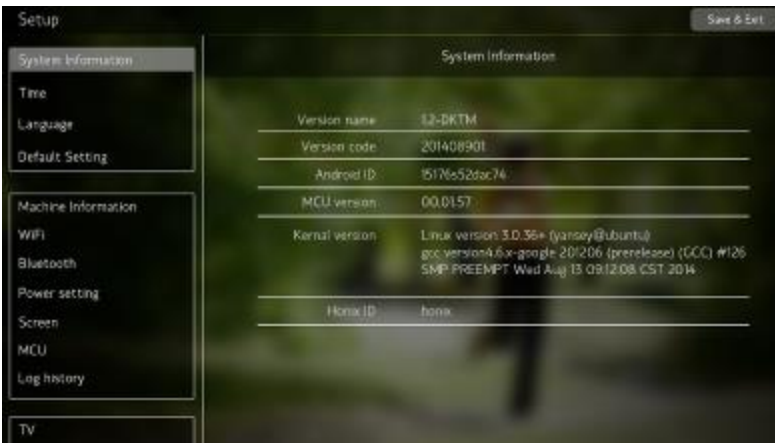 Setup
Save & Exit
System Information
System Information
Time
Language
Default Setting
Machine Information
WiFi
Bluetooth
Power setting
Screen
MCU
Log history
TV
Version name 1.2-DKTM
Version code 201408901
Android ID 15176s52dac74
MCU version 00.01.57
Kernal version Linux version 3.0.36+ (yansey@ubuntu)
gcc version4.6.x-google 201206 (prerelease) (GCC) #126
SMP PREEMPT Wed Aug 13 09:12:08 CST 2014
Honix ID honix